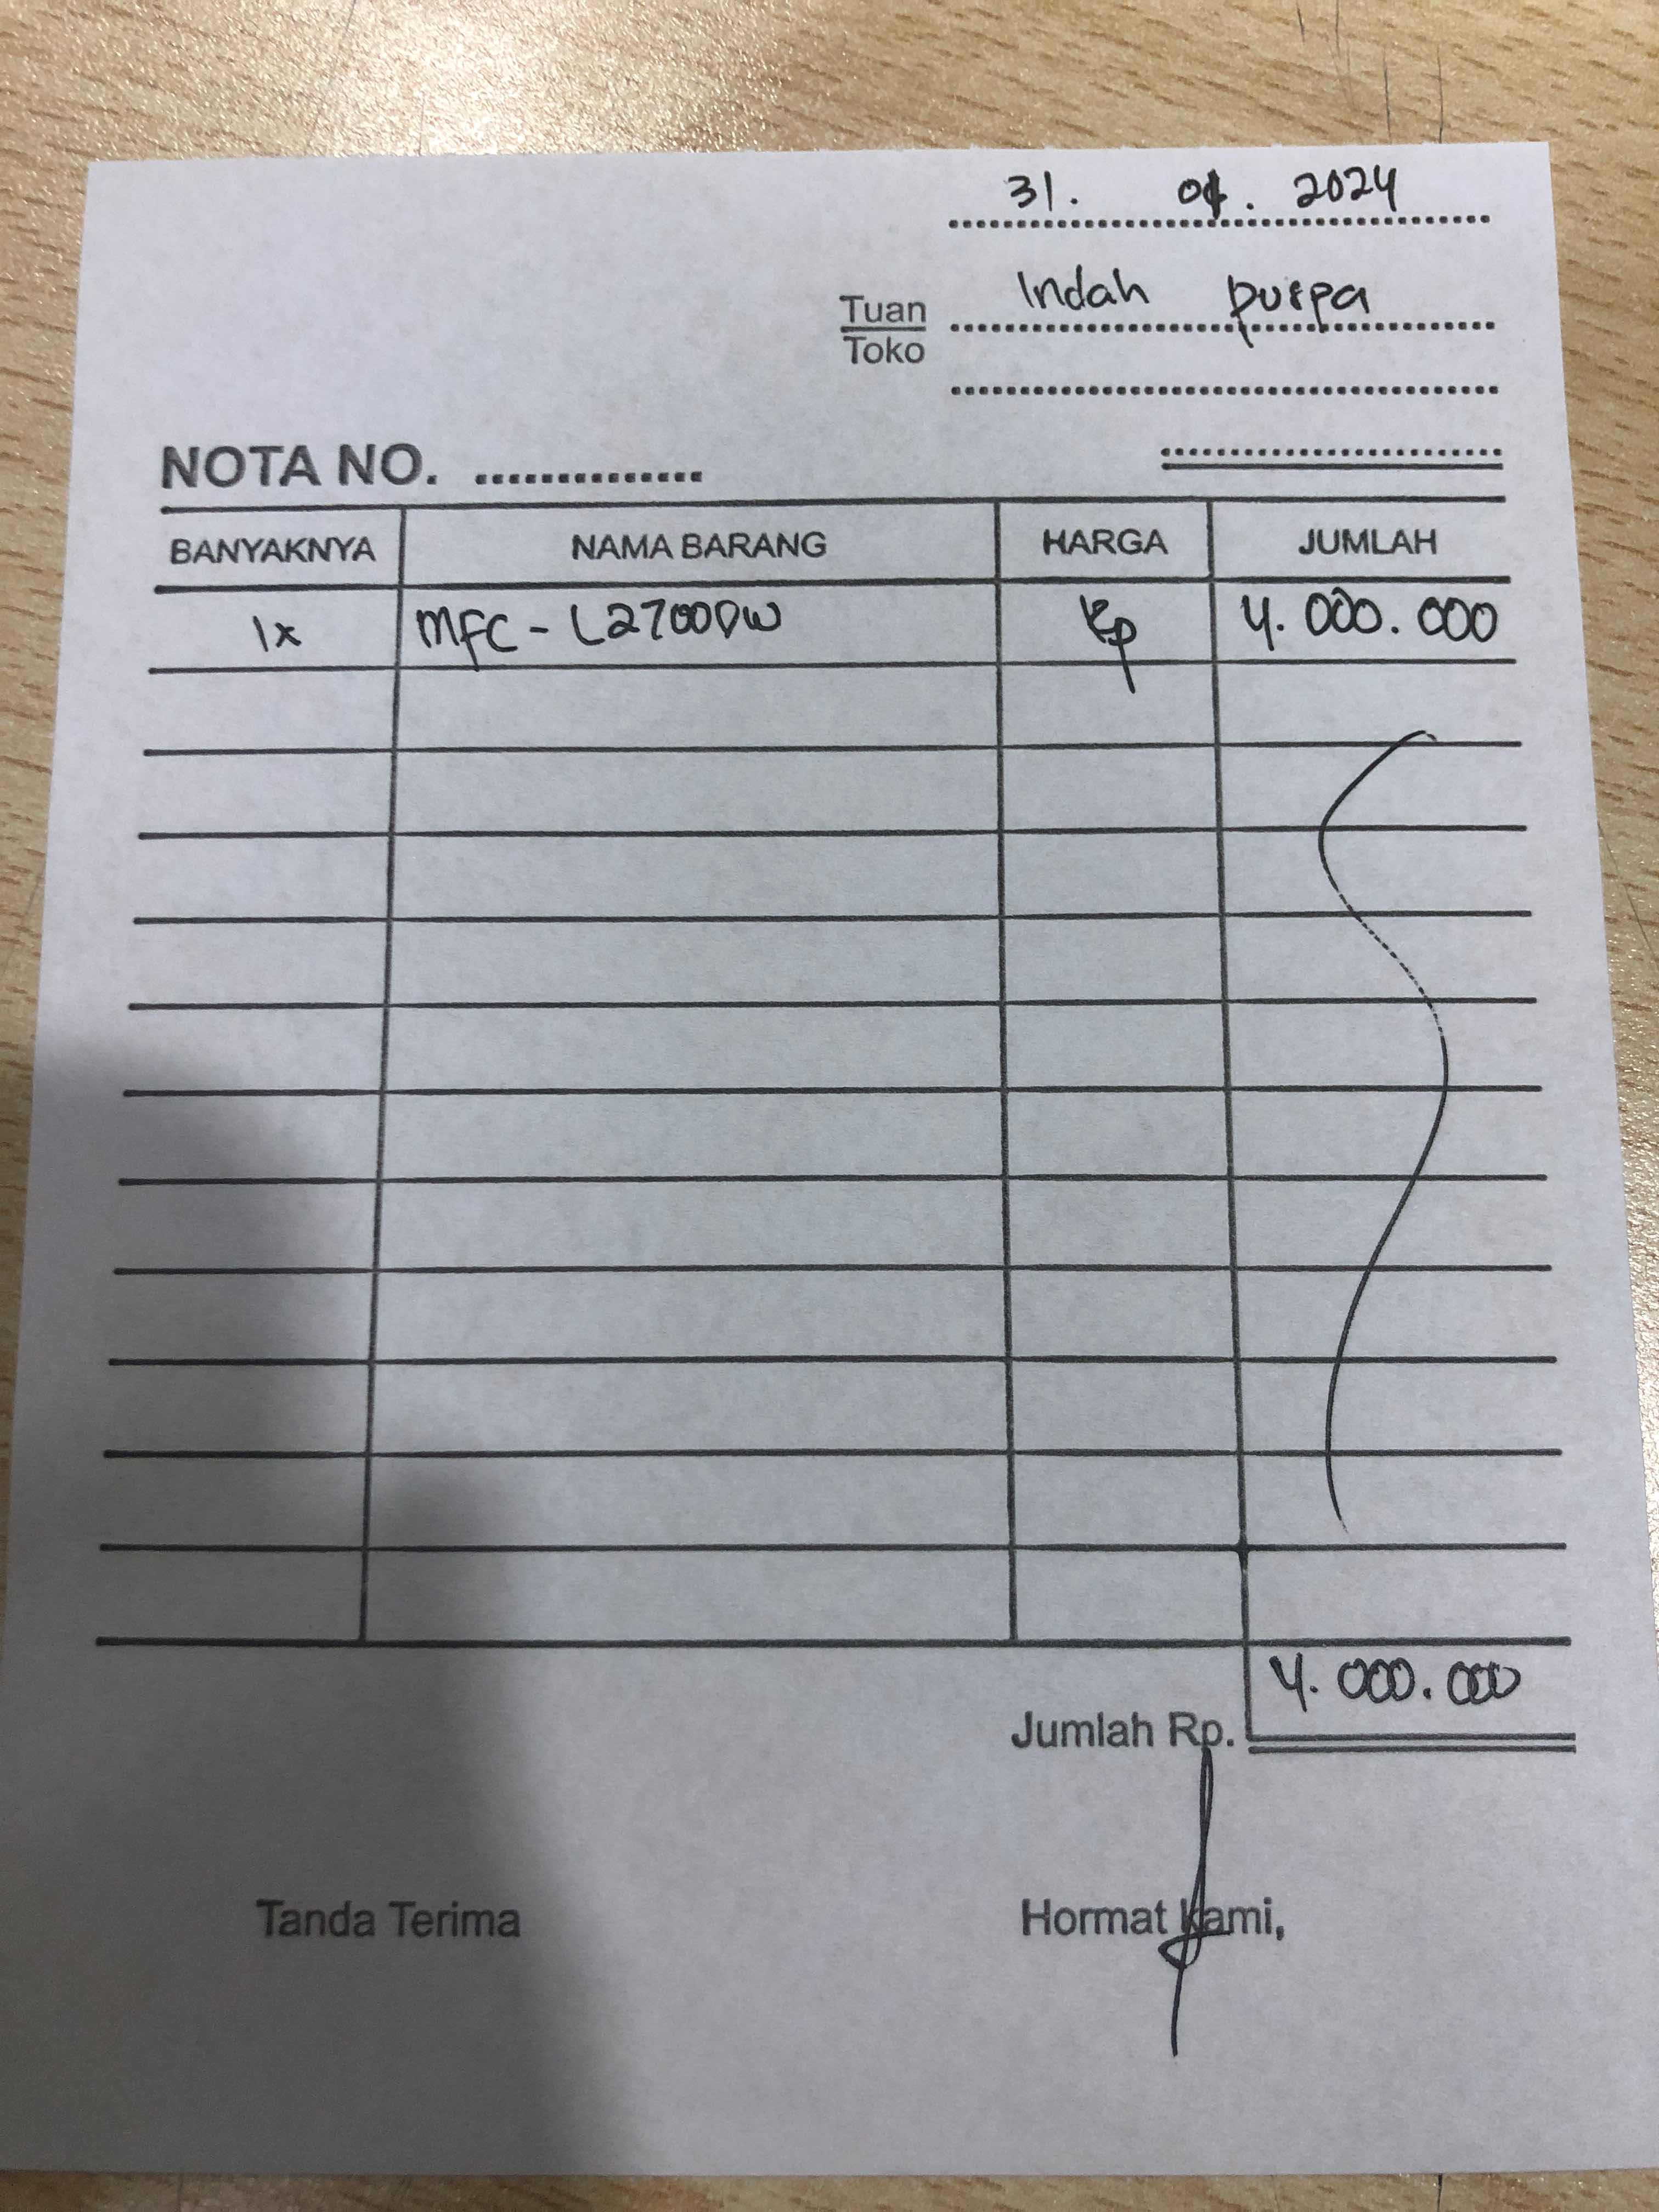 31. 2024
Tuan Indah puspa
Toko
NOTA NO. ..............
BANYAKNYA NAMA BARANG HARGA JUMLAH
1x MFC - L2700DW Rp 4.000.000
4.000.000
Jumlah Rp.
Tanda Terima Hormat Kami,